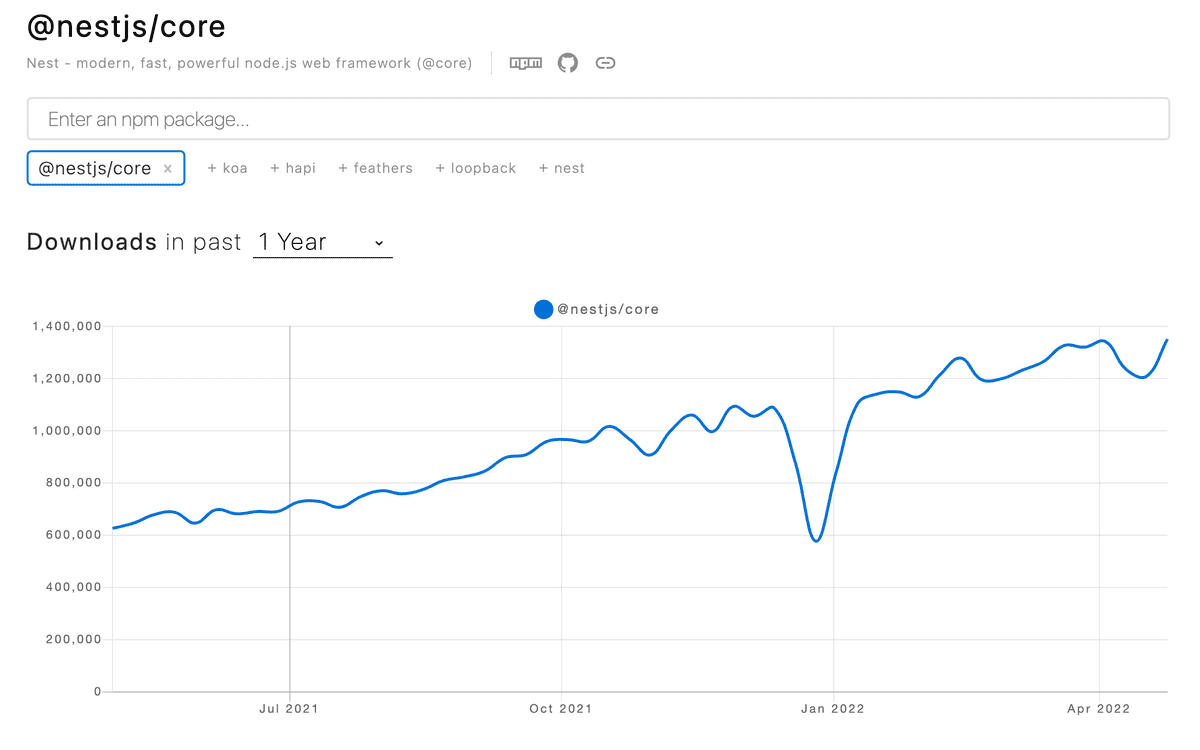 @nestjs/core
Nest - modern, fast, powerful node.js web framework (@core)
npm
Enter an npm package...
@nestjs/core × + koa + hapi + feathers + loopback + nest
Downloads in past 1 Year
@nestjs/core
1,400,000
1,200,000
1,000,000
800,000
600,000
400,000
200,000
0
Jul 2021 Oct 2021 Jan 2022 Apr 2022